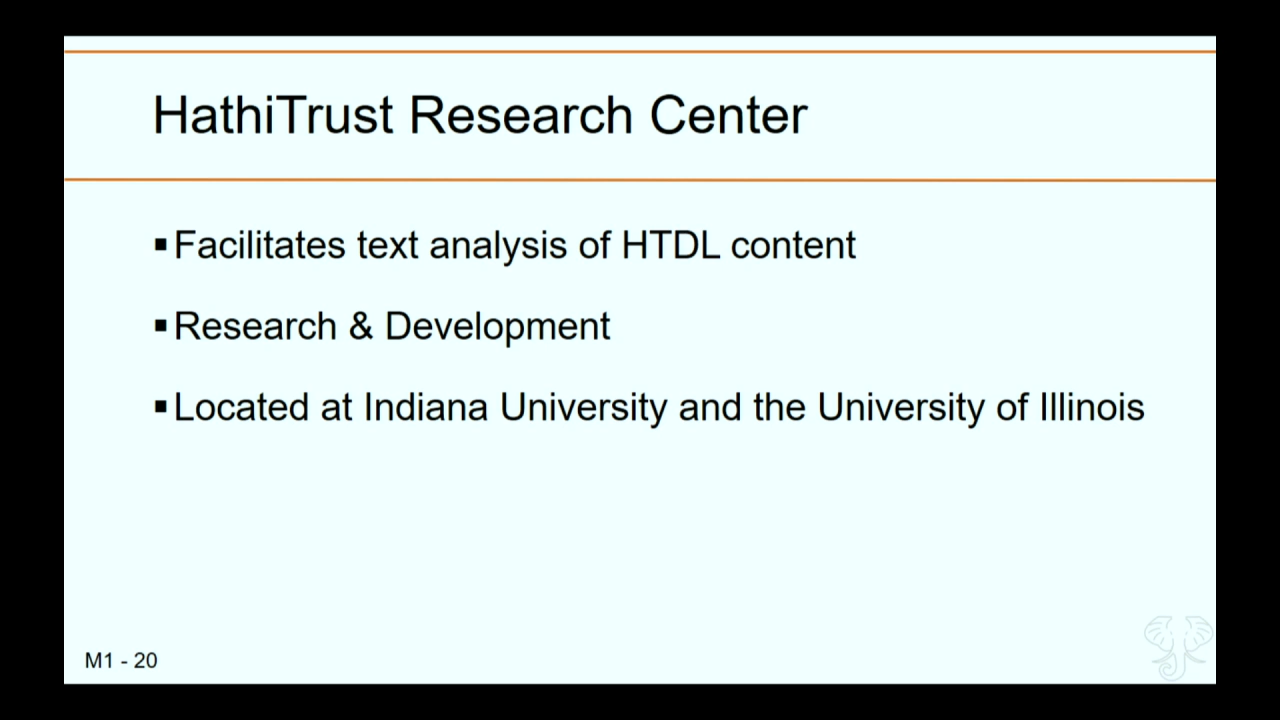 HathiTrust Research Center
▪Facilitates text analysis of HTDL content
▪Research & Development
▪Located at Indiana University and the University of Illinois
M1 - 20